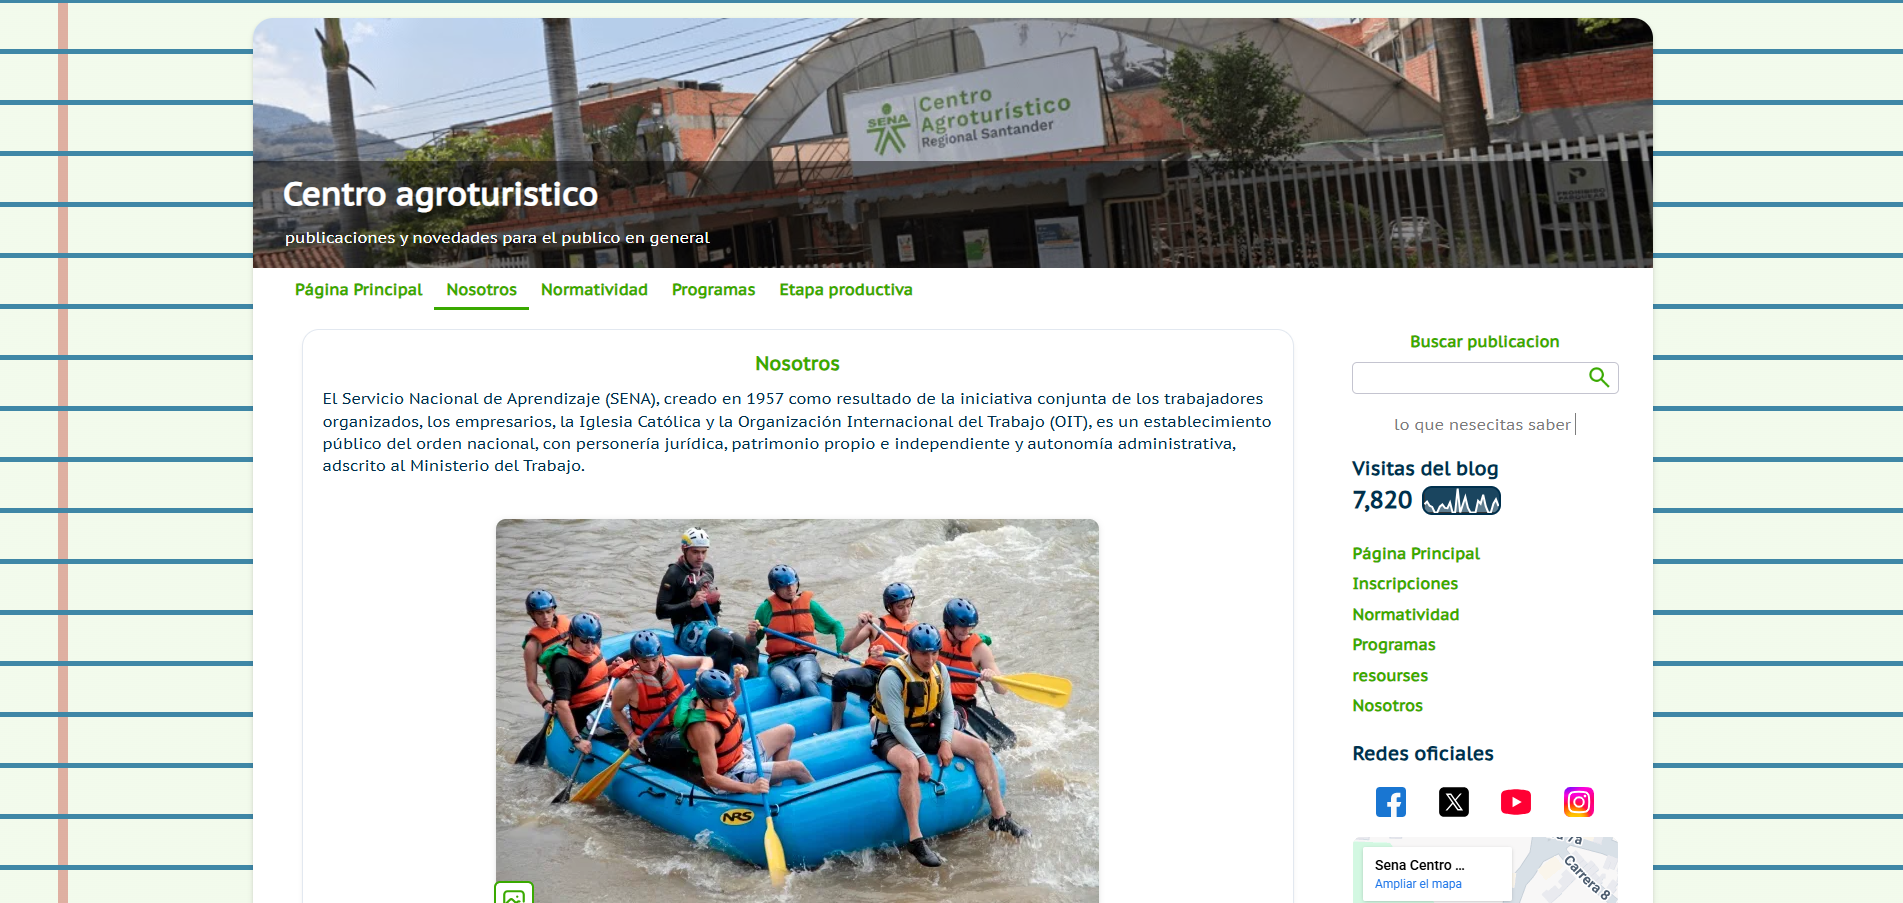 SENA
Centro
Agroturístico
Regional Santander
PROHIBIDO
PARQUEAR
Centro agroturistico
publicaciones y novedades para el publico en general
Página Principal Nosotros Normatividad Programas Etapa productiva
Nosotros
El Servicio Nacional de Aprendizaje (SENA), creado en 1957 como resultado de la iniciativa conjunta de los trabajadores
organizados, los empresarios, la Iglesia Católica y la Organización Internacional del Trabajo (OIT), es un establecimiento
público del orden nacional, con personería jurídica, patrimonio propio e independiente y autonomía administrativa,
adscrito al Ministerio del Trabajo.
NRS
Buscar publicacion
lo que nesecitas saber
Visitas del blog
7,820
Página Principal
Inscripciones
Normatividad
Programas
resourses
Nosotros
Redes oficiales
Sena Centro ...
Ampliar el mapa
Carrera 8